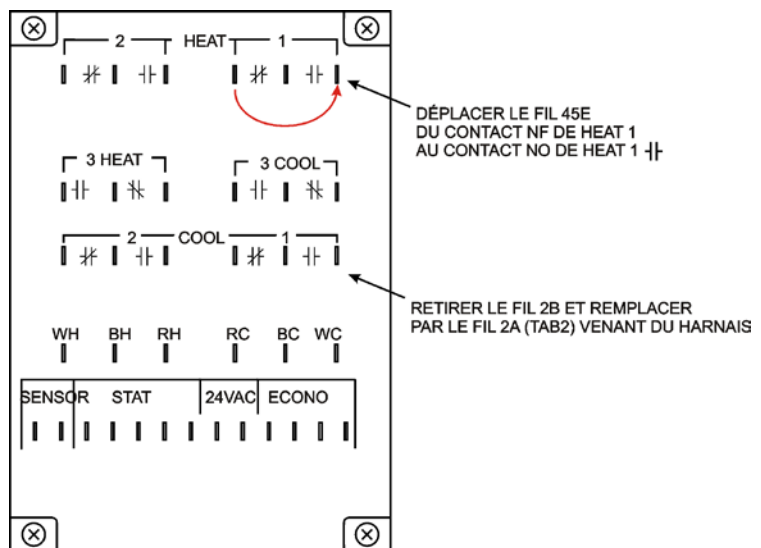 2 HEAT 1
DÉPLACER LE FIL 45E
DU CONTACT NF DE HEAT 1
AU CONTACT NO DE HEAT 1
3 HEAT 3 COOL
2 COOL 1
RETIRER LE FIL 2B ET REMPLACER
PAR LE FIL 2A (TAB2) VENANT DU HARNAIS
WH BH RH RC BC WC
SENSOR STAT 24VAC ECONO